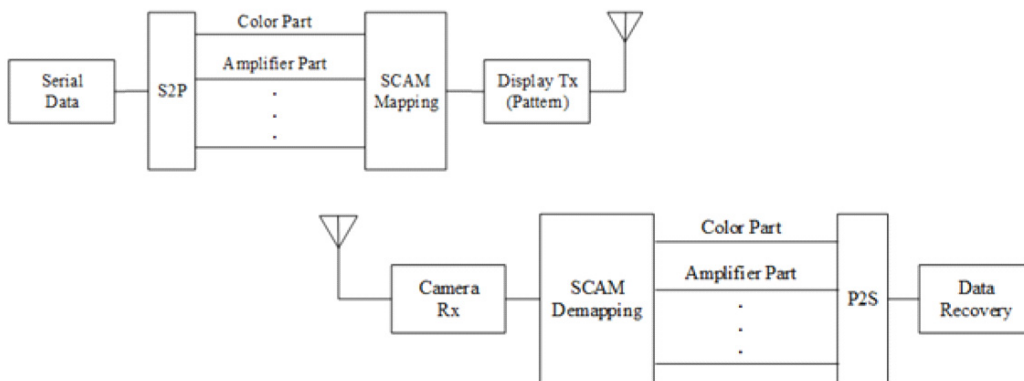 Color Part
Amplifier Part
Serial
Data
S2P
SCAM
Mapping
Display Tx
(Pattern)
Color Part
Amplifier Part
Camera
Rx
SCAM
Demapping
P2S
Data
Recovery